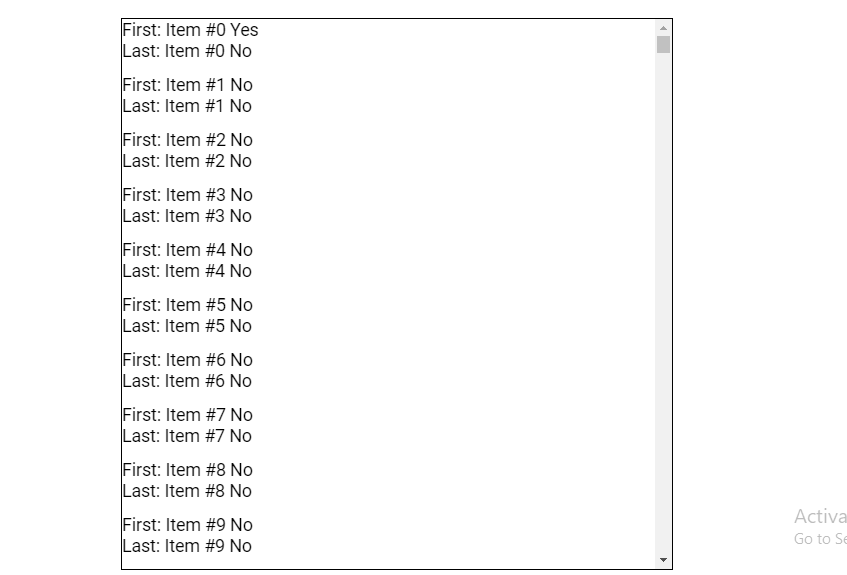 First: Item #0 Yes
Last: Item #0 No
First: Item #1 No
Last: Item #1 No
First: Item #2 No
Last: Item #2 No
First: Item #3 No
Last: Item #3 No
First: Item #4 No
Last: Item #4 No
First: Item #5 No
Last: Item #5 No
First: Item #6 No
Last: Item #6 No
First: Item #7 No
Last: Item #7 No
First: Item #8 No
Last: Item #8 No
First: Item #9 No
Last: Item #9 No
Activa
Go to Se